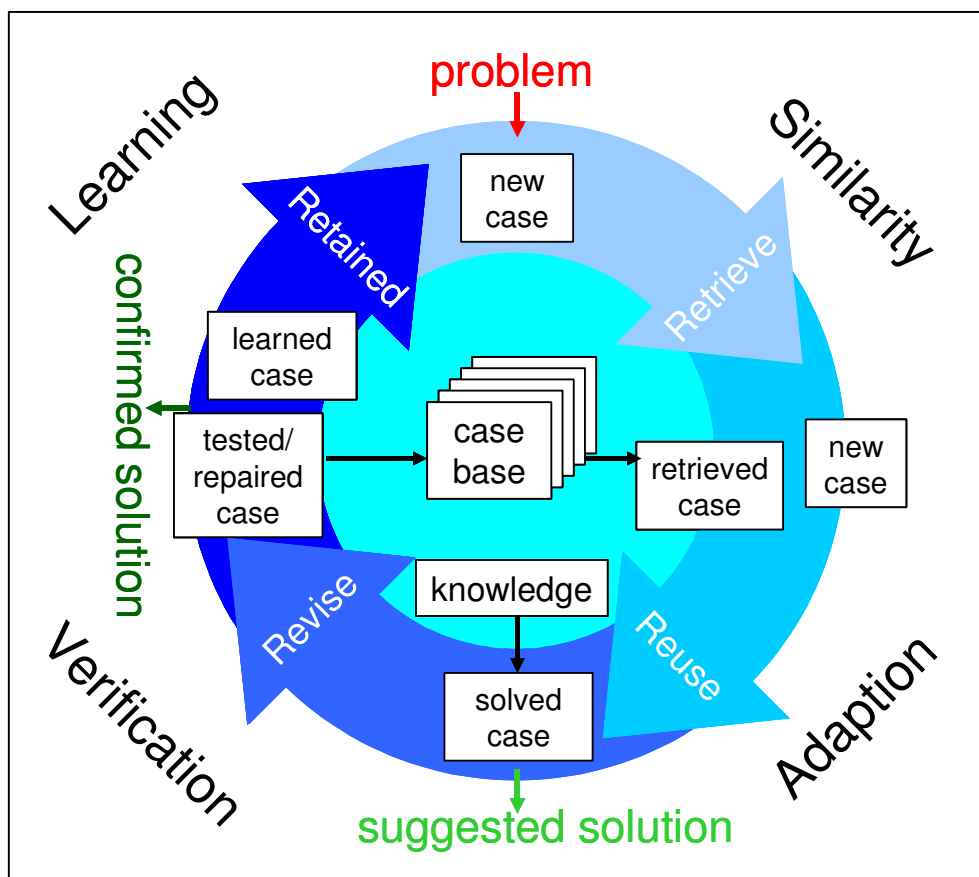 problem
Learning
Similarity
new
case
Retained
Retrieve
confirmed solution
learned
case
tested/
repaired
case
case
base
retrieved
case
new
case
knowledge
Revise
Reuse
solved
case
Verification
Adaption
suggested solution